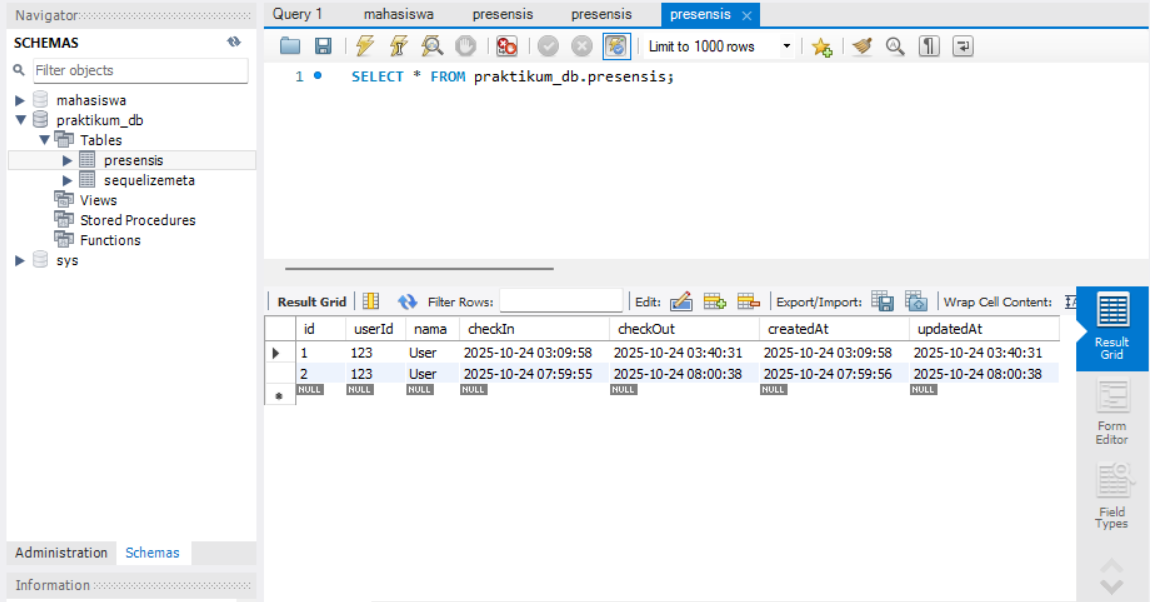 Navigator
SCHEMAS
Filter objects
mahasiswa
praktikum_db
Tables
presensis
sequelizemeta
Views
Stored Procedures
Functions
sys
Administration Schemas
Information
Query 1 mahasiswa presensis presensis presensis
Limit to 1000 rows
1 SELECT * FROM praktikum_db.presensis;
Result Grid Filter Rows: Edit: Export/Import: Wrap Cell Content:
id userId nama checkIn checkOut createdAt updatedAt
1 123 User 2025-10-24 03:09:58 2025-10-24 03:40:31 2025-10-24 03:09:58 2025-10-24 03:40:31
2 123 User 2025-10-24 07:59:55 2025-10-24 08:00:38 2025-10-24 07:59:56 2025-10-24 08:00:38
NULL NULL NULL NULL NULL NULL NULL
Result
Grid
Form
Editor
Field
Types